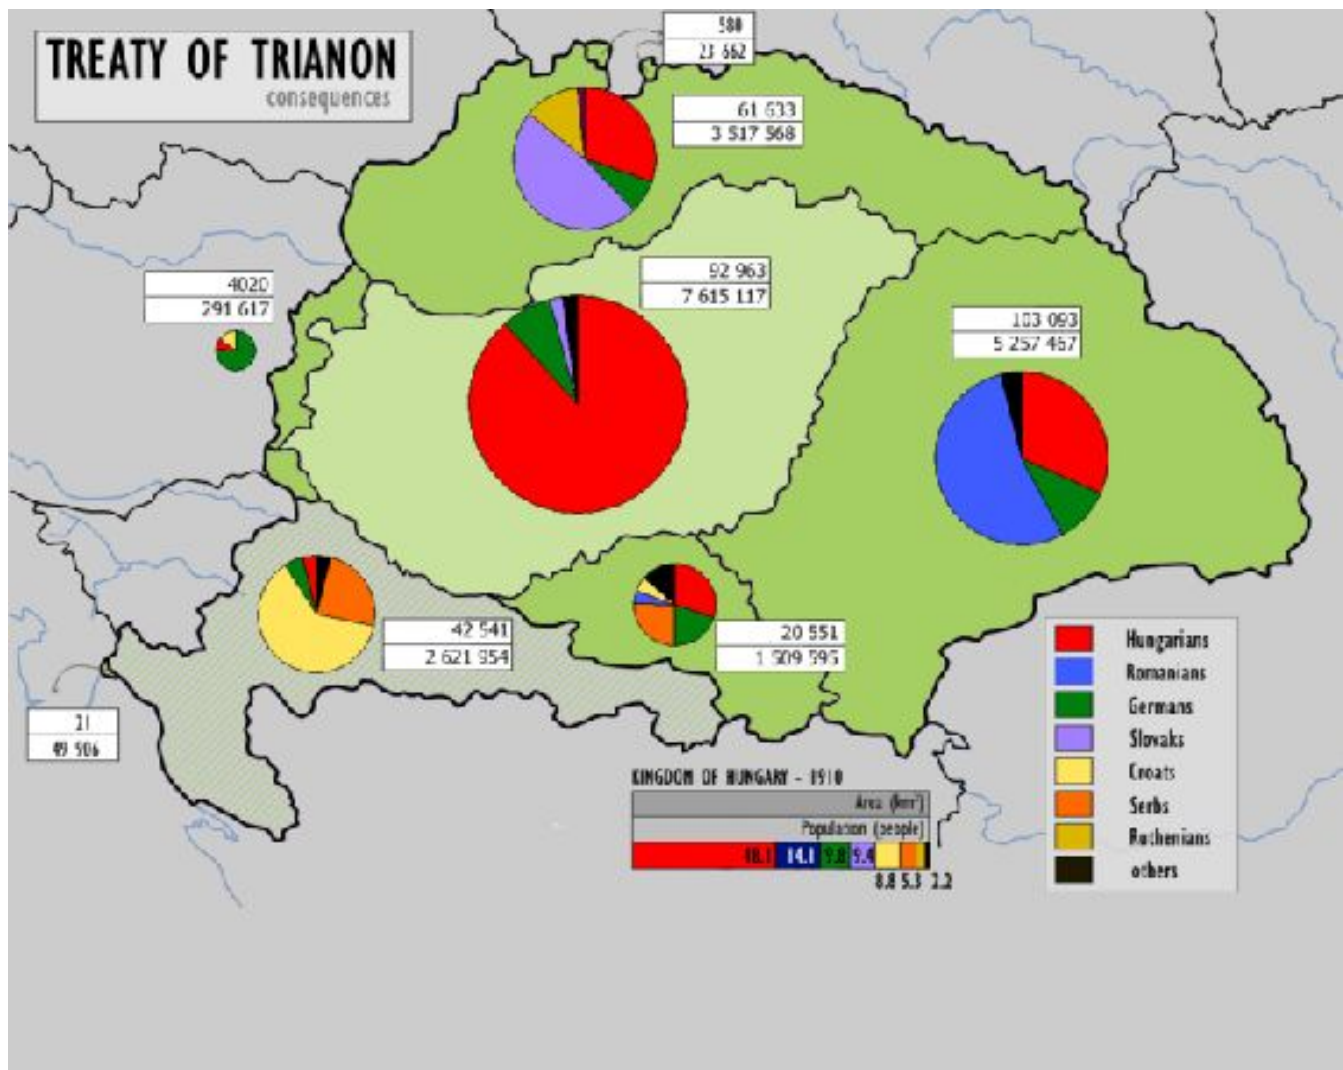 TREATY OF TRIANON
consequences
580
23 662
61 633
3 517 568
4020
291 617
92 963
7 615 117
103 093
5 257 467
42 541
2 621 954
20 551
1 509 595
21
49 506
Hungarians
Romanians
Germans
Slovaks
Croats
Serbs
Ruthenians
others
KINGDOM OF HUNGARY - 1910
Area (km²)
Population (people)
48.1 14.1 9.8 9.4
8.8 5.3 2.2